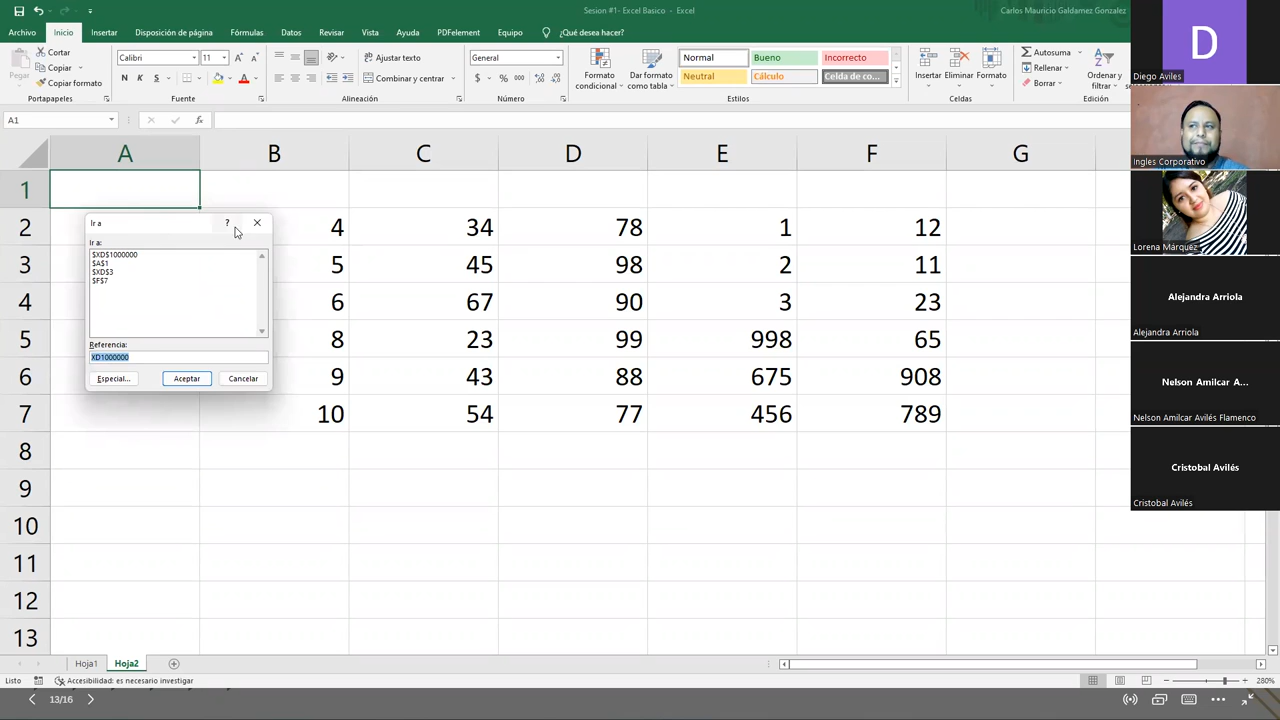 Sesion #1- Excel Basico - Excel
Carlos Mauricio Galdamez Gonzalez
Archivo Inicio Insertar Disposición de página Fórmulas Datos Revisar Vista Ayuda PDFelement Equipo ¿Qué desea hacer?
Pegar
Cortar
Copiar
Copiar formato
Portapapeles
Calibri 11
N K S
Fuente
Ajustar texto
Combinar y centrar
Alineación
General
$ % 000
Número
Formato condicional
Dar formato como tabla
Normal Bueno Incorrecto
Neutral Cálculo Celda de co...
Estilos
Insertar Eliminar Formato
Celdas
Autosuma
Rellenar
Borrar
Ordenar y filtrar
Edición
A1
fx
A B C D E F G
1
2 4 34 78 1 12
3 5 45 98 2 11
4 6 67 90 3 23
5 8 23 99 998 65
6 9 43 88 675 908
7 10 54 77 456 789
8
9
10
11
12
13
Ir a ?
Ir a:
$XD$1000000
$A$1
$XD$3
$F$7
Referencia:
XD1000000
Especial... Aceptar Cancelar
Hoja1 Hoja2
Listo Accesibilidad: es necesario investigar
280%
13/16
D
Diego Aviles
Ingles Corporativo
Lorena Márquez
Alejandra Arriola
Alejandra Arriola
Nelson Amilcar A...
Nelson Amilcar Avilés Flamenco
Cristobal Avilés
Cristobal Avilés